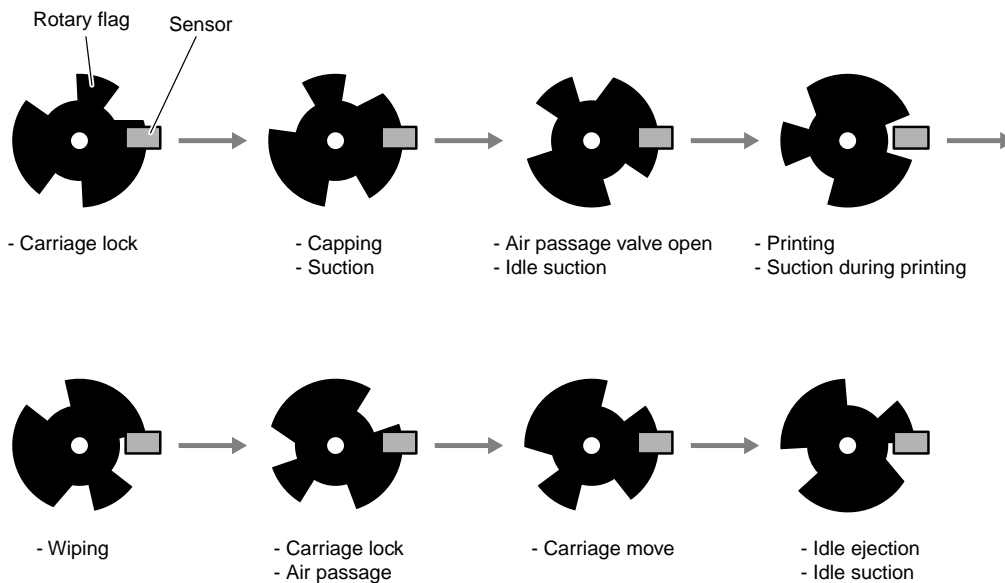 Rotary flag
Sensor
- Carriage lock
- Capping
- Suction
- Air passage valve open
- Idle suction
- Printing
- Suction during printing
- Wiping
- Carriage lock
- Air passage
- Carriage move
- Idle ejection
- Idle suction